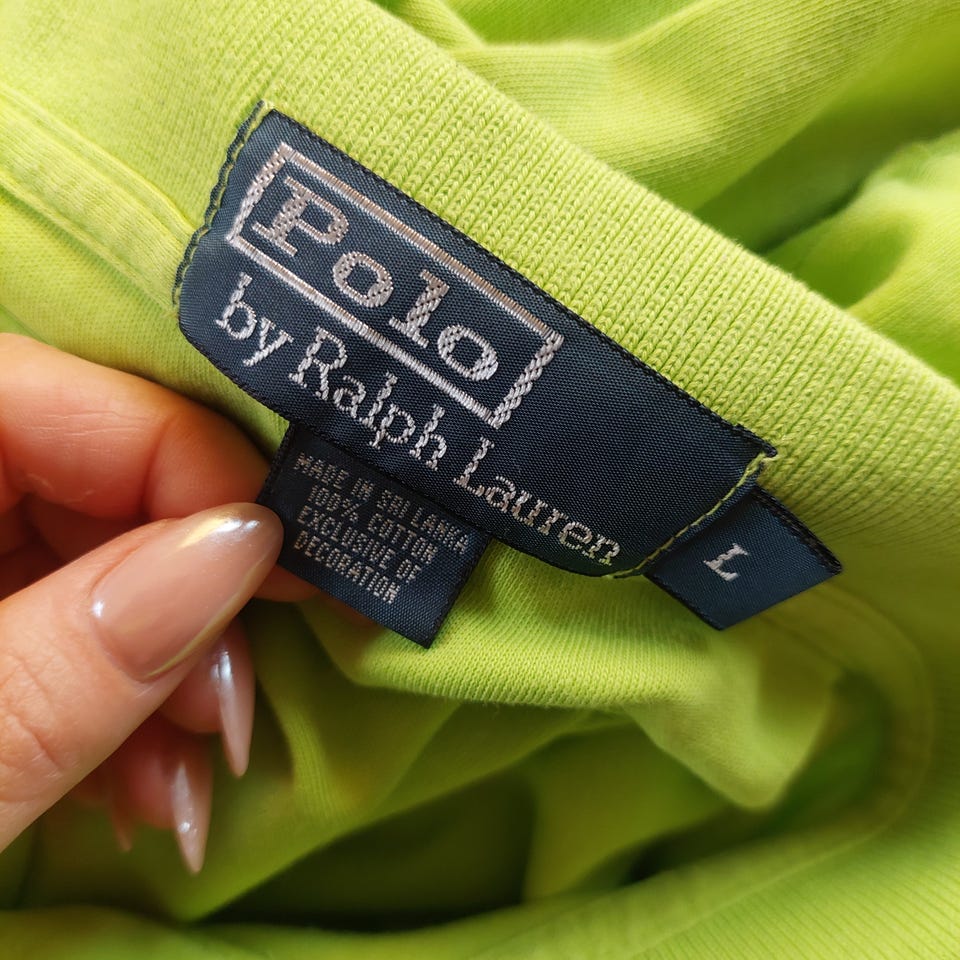 Polo
by Ralph Lauren
MADE IN SRI LANKA
100% COTTON
EXCLUSIVE OF
DECORATION
L